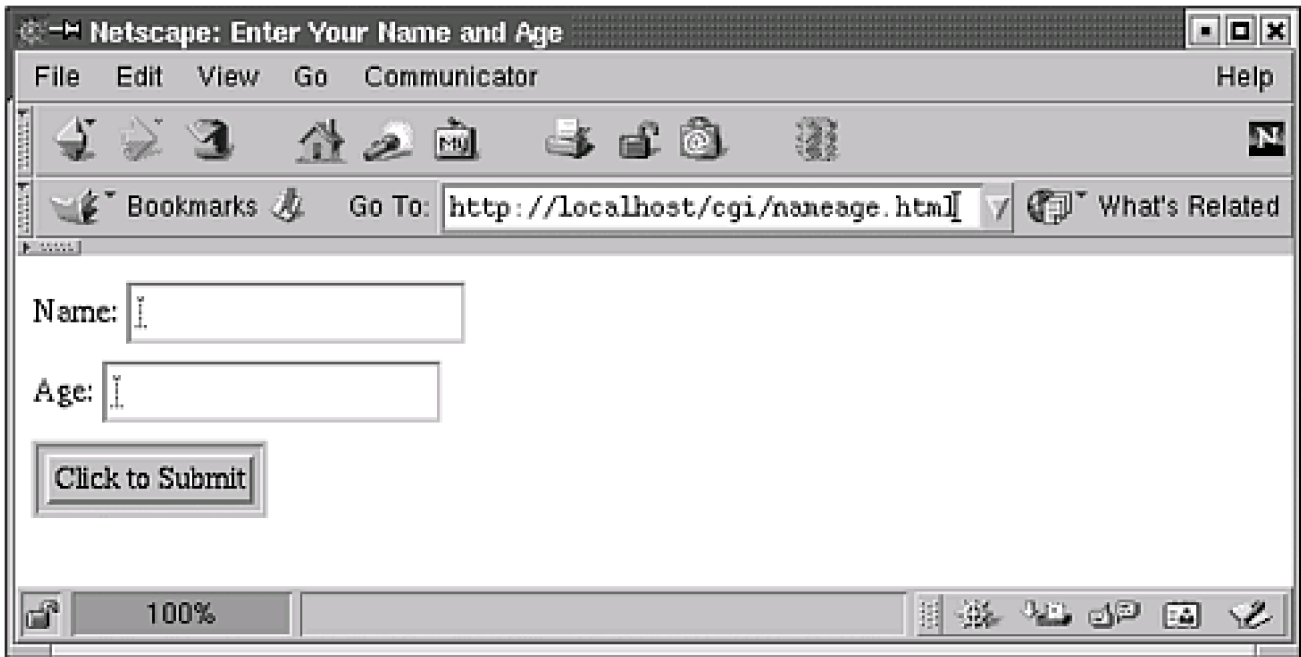 Netscape: Enter Your Name and Age
File Edit View Go Communicator Help
My N
Bookmarks Go To: http://localhost/cgi/nameage.html What's Related
Name:
Age:
Click to Submit
100%